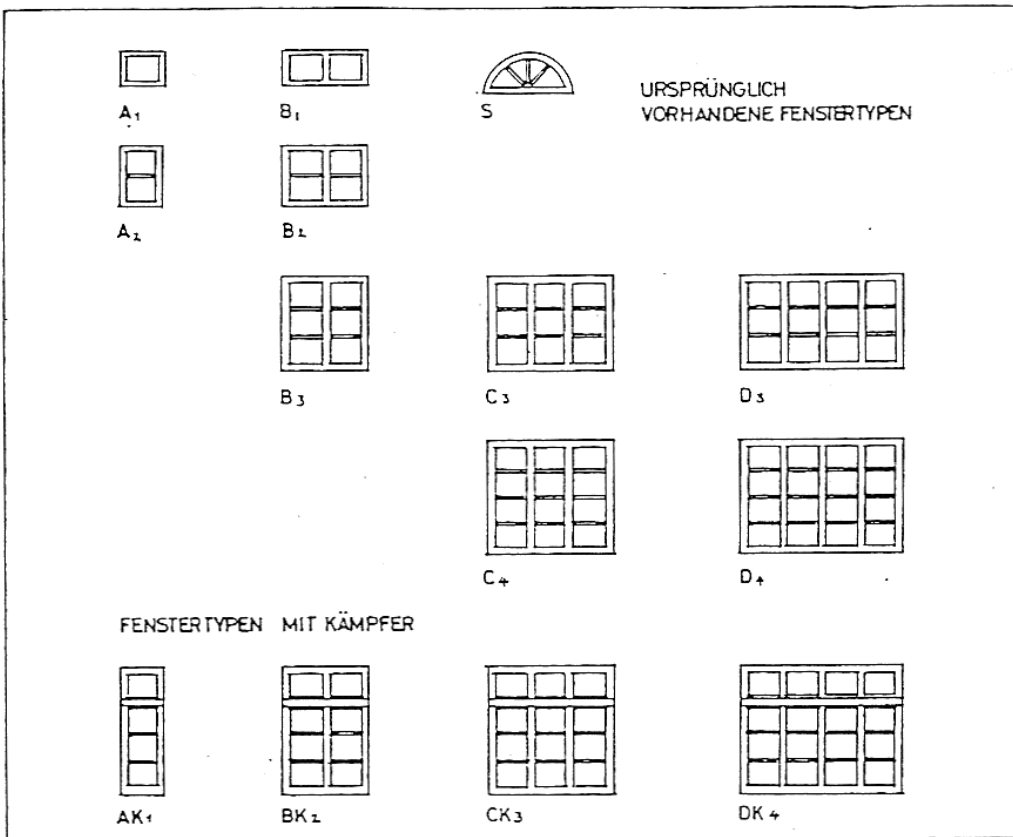 A1 B1 S
URSPRÜNGLICH
VORHANDENE FENSTERTYPEN
A2 B2
B3 C3 D3
C4 D4
FENSTERTYPEN MIT KÄMPFER
AK1 BK2 CK3 DK4